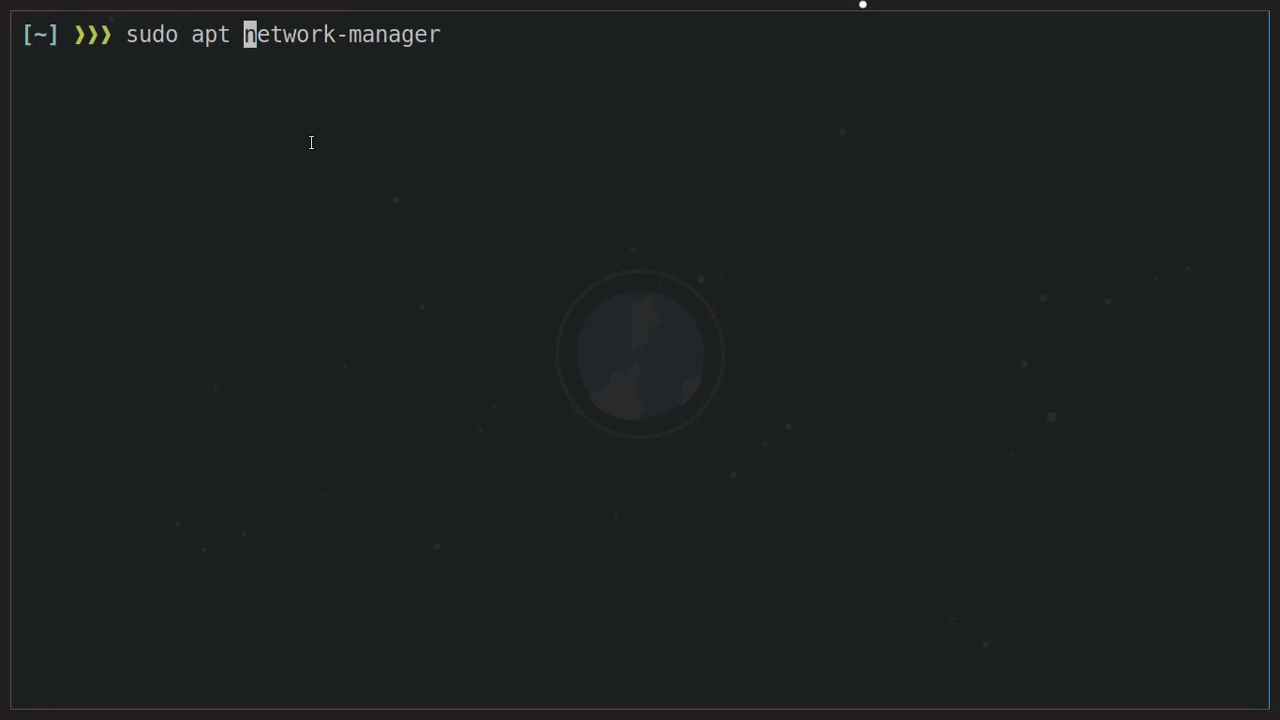 [~] ❯❯❯ sudo apt network-manager